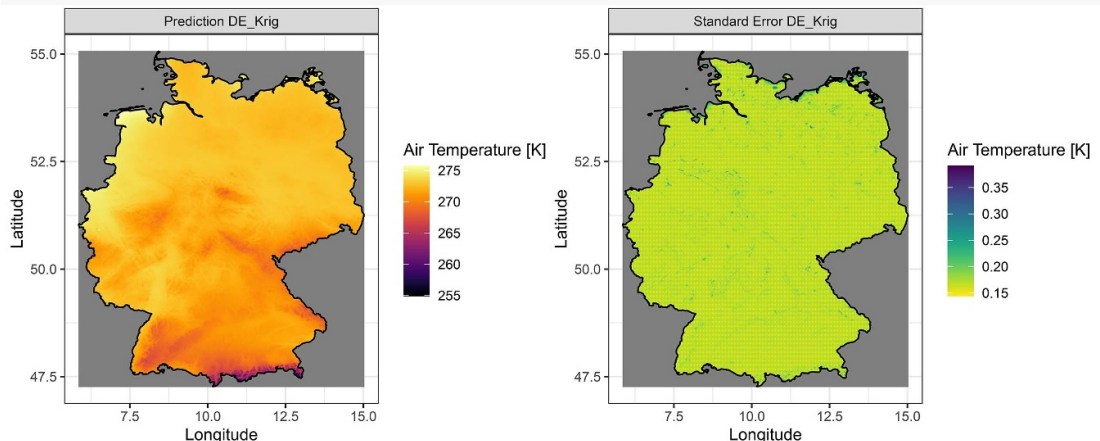 Prediction DE_Krig
55.0
52.5
50.0
47.5
Latitude
7.5 10.0 12.5 15.0
Longitude
Air Temperature [K]
275
270
265
260
255
Standard Error DE_Krig
55.0
52.5
50.0
47.5
Latitude
7.5 10.0 12.5 15.0
Longitude
Air Temperature [K]
0.35
0.30
0.25
0.20
0.15